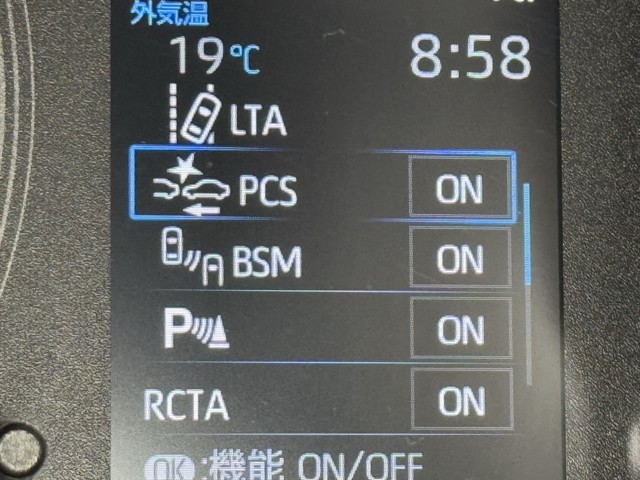 外気温
19℃ 8:58
LTA
PCS ON
BSM ON
P ON
RCTA ON
OK:機能 ON/OFF